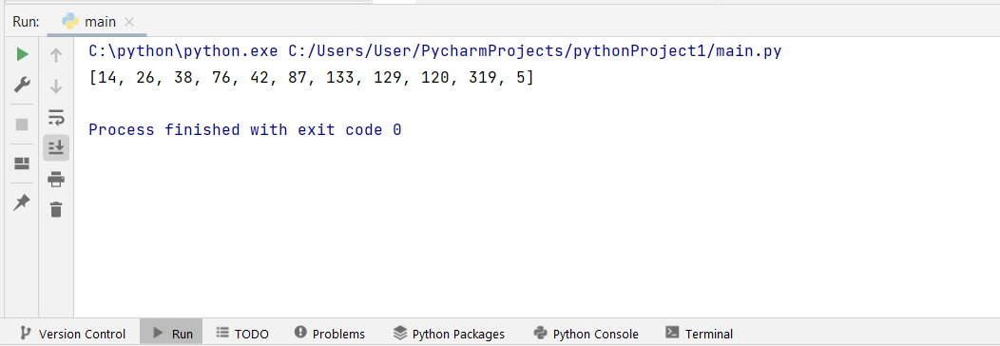 Run: main
C:\python\python.exe C:/Users/User/PycharmProjects/pythonProject1/main.py
[14, 26, 38, 76, 42, 87, 133, 129, 120, 319, 5]
Process finished with exit code 0
Version Control Run TODO Problems Python Packages Python Console Terminal